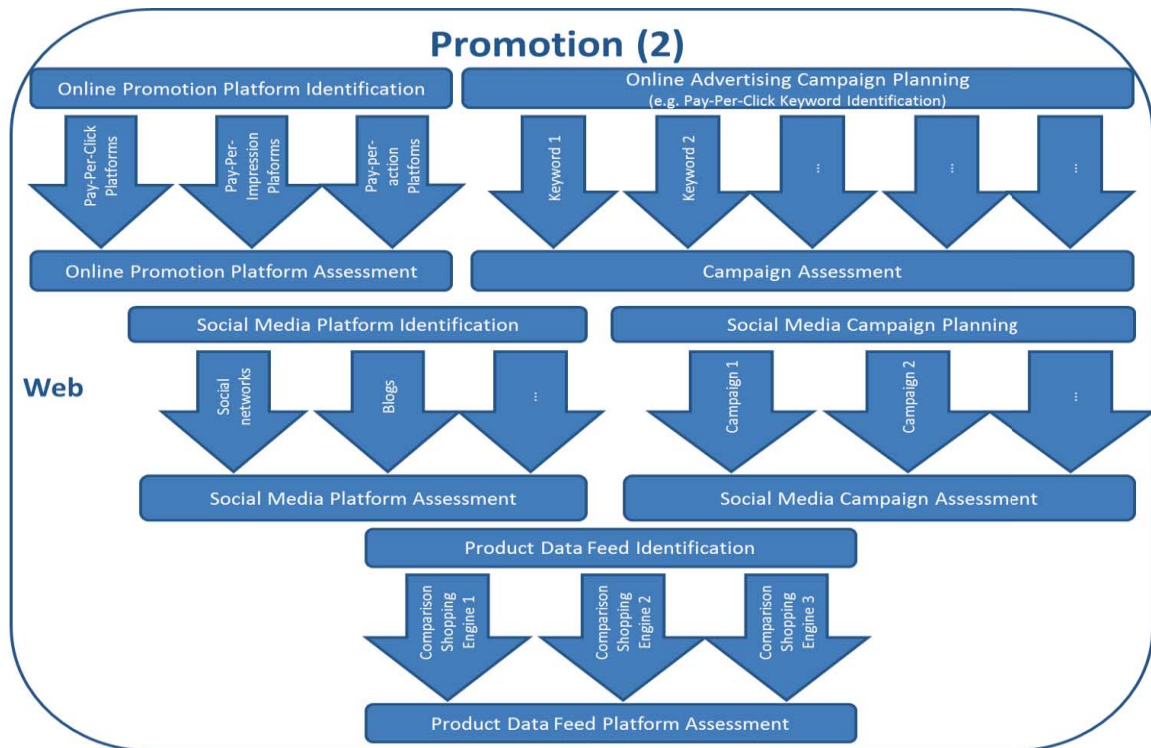 Promotion (2)
Online Promotion Platform Identification
Online Advertising Campaign Planning
(e.g. Pay-Per-Click Keyword Identification)
Pay-Per-Click
Platforms
Pay-Per-
Impression
Plaforms
Pay-per-
action
Platfoms
Keyword 1
Keyword 2
...
...
...
Online Promotion Platform Assessment
Campaign Assessment
Social Media Platform Identification
Social Media Campaign Planning
Web
Social
networks
Blogs
...
Campaign 1
Campaign 2
...
Social Media Platform Assessment
Social Media Campaign Assessment
Product Data Feed Identification
Comparison
Shopping
Engine 1
Comparison
Shopping
Engine 2
Comparison
Shopping
Engine 3
Product Data Feed Platform Assessment